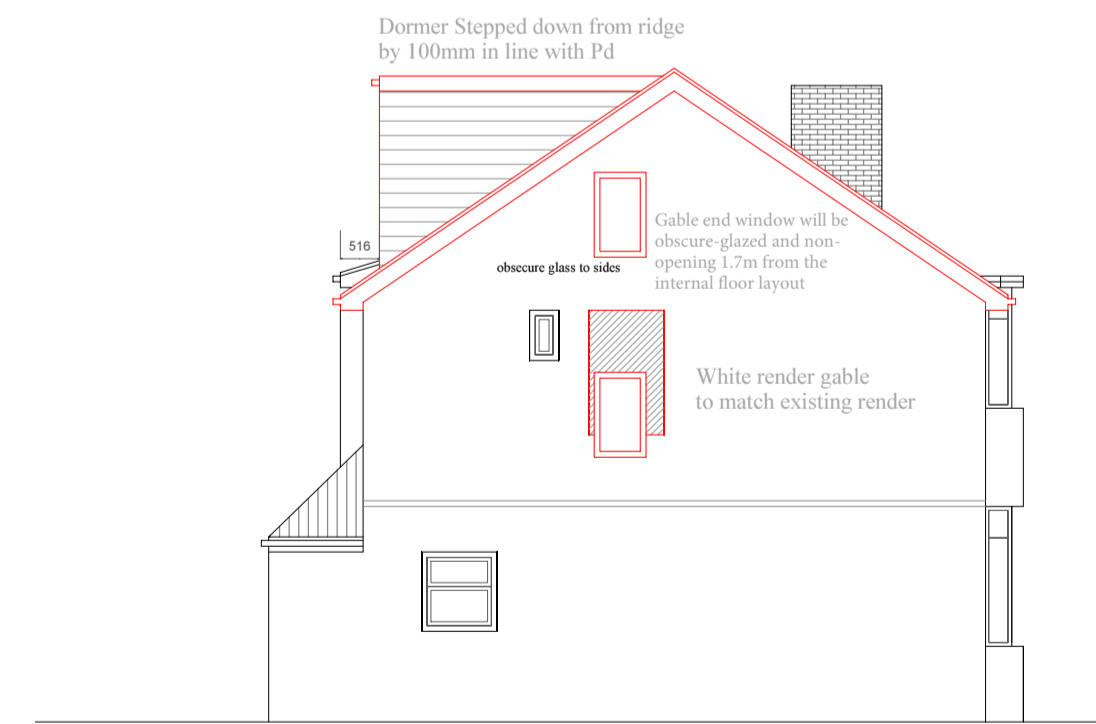 Dormer Stepped down from ridge
by 100mm in line with Pd
516
Gable end window will be
obscure-glazed and non-
opening 1.7m from the
internal floor layout
obsecure glass to sides
White render gable
to match existing render